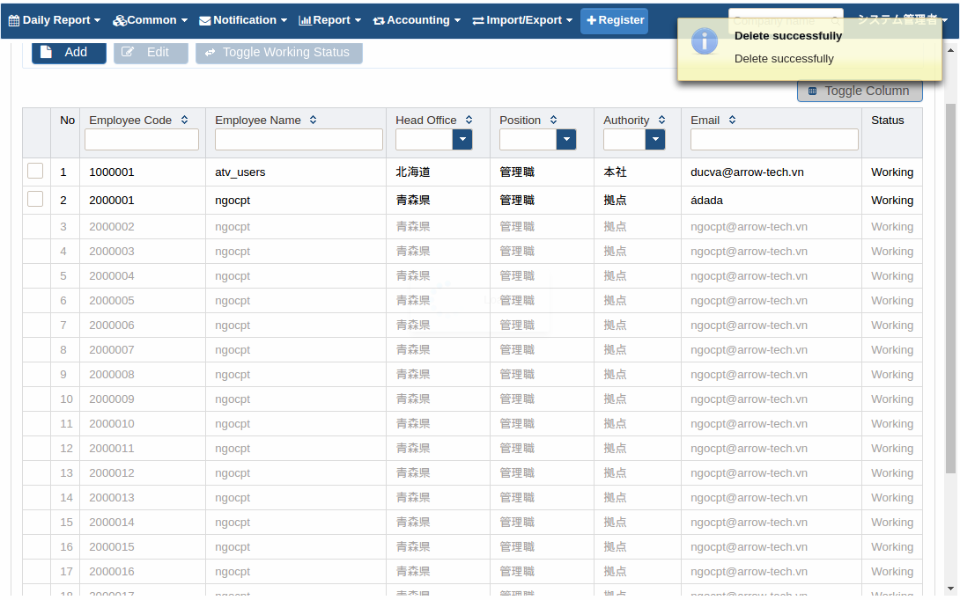 Daily Report Common Notification Report Accounting Import/Export Register システム管理者
Delete successfully
Delete successfully
Add Edit Toggle Working Status
Toggle Column
No Employee Code Employee Name Head Office Position Authority Email Status
1 1000001 atv_users 北海道 管理職 本社 ducva@arrow-tech.vn Working
2 2000001 ngocpt 青森県 管理職 拠点 ádada Working
3 2000002 ngocpt 青森県 管理職 拠点 ngocpt@arrow-tech.vn Working
4 2000003 ngocpt 青森県 管理職 拠点 ngocpt@arrow-tech.vn Working
5 2000004 ngocpt 青森県 管理職 拠点 ngocpt@arrow-tech.vn Working
6 2000005 ngocpt 青森県 管理職 拠点 ngocpt@arrow-tech.vn Working
7 2000006 ngocpt 青森県 管理職 拠点 ngocpt@arrow-tech.vn Working
8 2000007 ngocpt 青森県 管理職 拠点 ngocpt@arrow-tech.vn Working
9 2000008 ngocpt 青森県 管理職 拠点 ngocpt@arrow-tech.vn Working
10 2000009 ngocpt 青森県 管理職 拠点 ngocpt@arrow-tech.vn Working
11 2000010 ngocpt 青森県 管理職 拠点 ngocpt@arrow-tech.vn Working
12 2000011 ngocpt 青森県 管理職 拠点 ngocpt@arrow-tech.vn Working
13 2000012 ngocpt 青森県 管理職 拠点 ngocpt@arrow-tech.vn Working
14 2000013 ngocpt 青森県 管理職 拠点 ngocpt@arrow-tech.vn Working
15 2000014 ngocpt 青森県 管理職 拠点 ngocpt@arrow-tech.vn Working
16 2000015 ngocpt 青森県 管理職 拠点 ngocpt@arrow-tech.vn Working
17 2000016 ngocpt 青森県 管理職 拠点 ngocpt@arrow-tech.vn Working